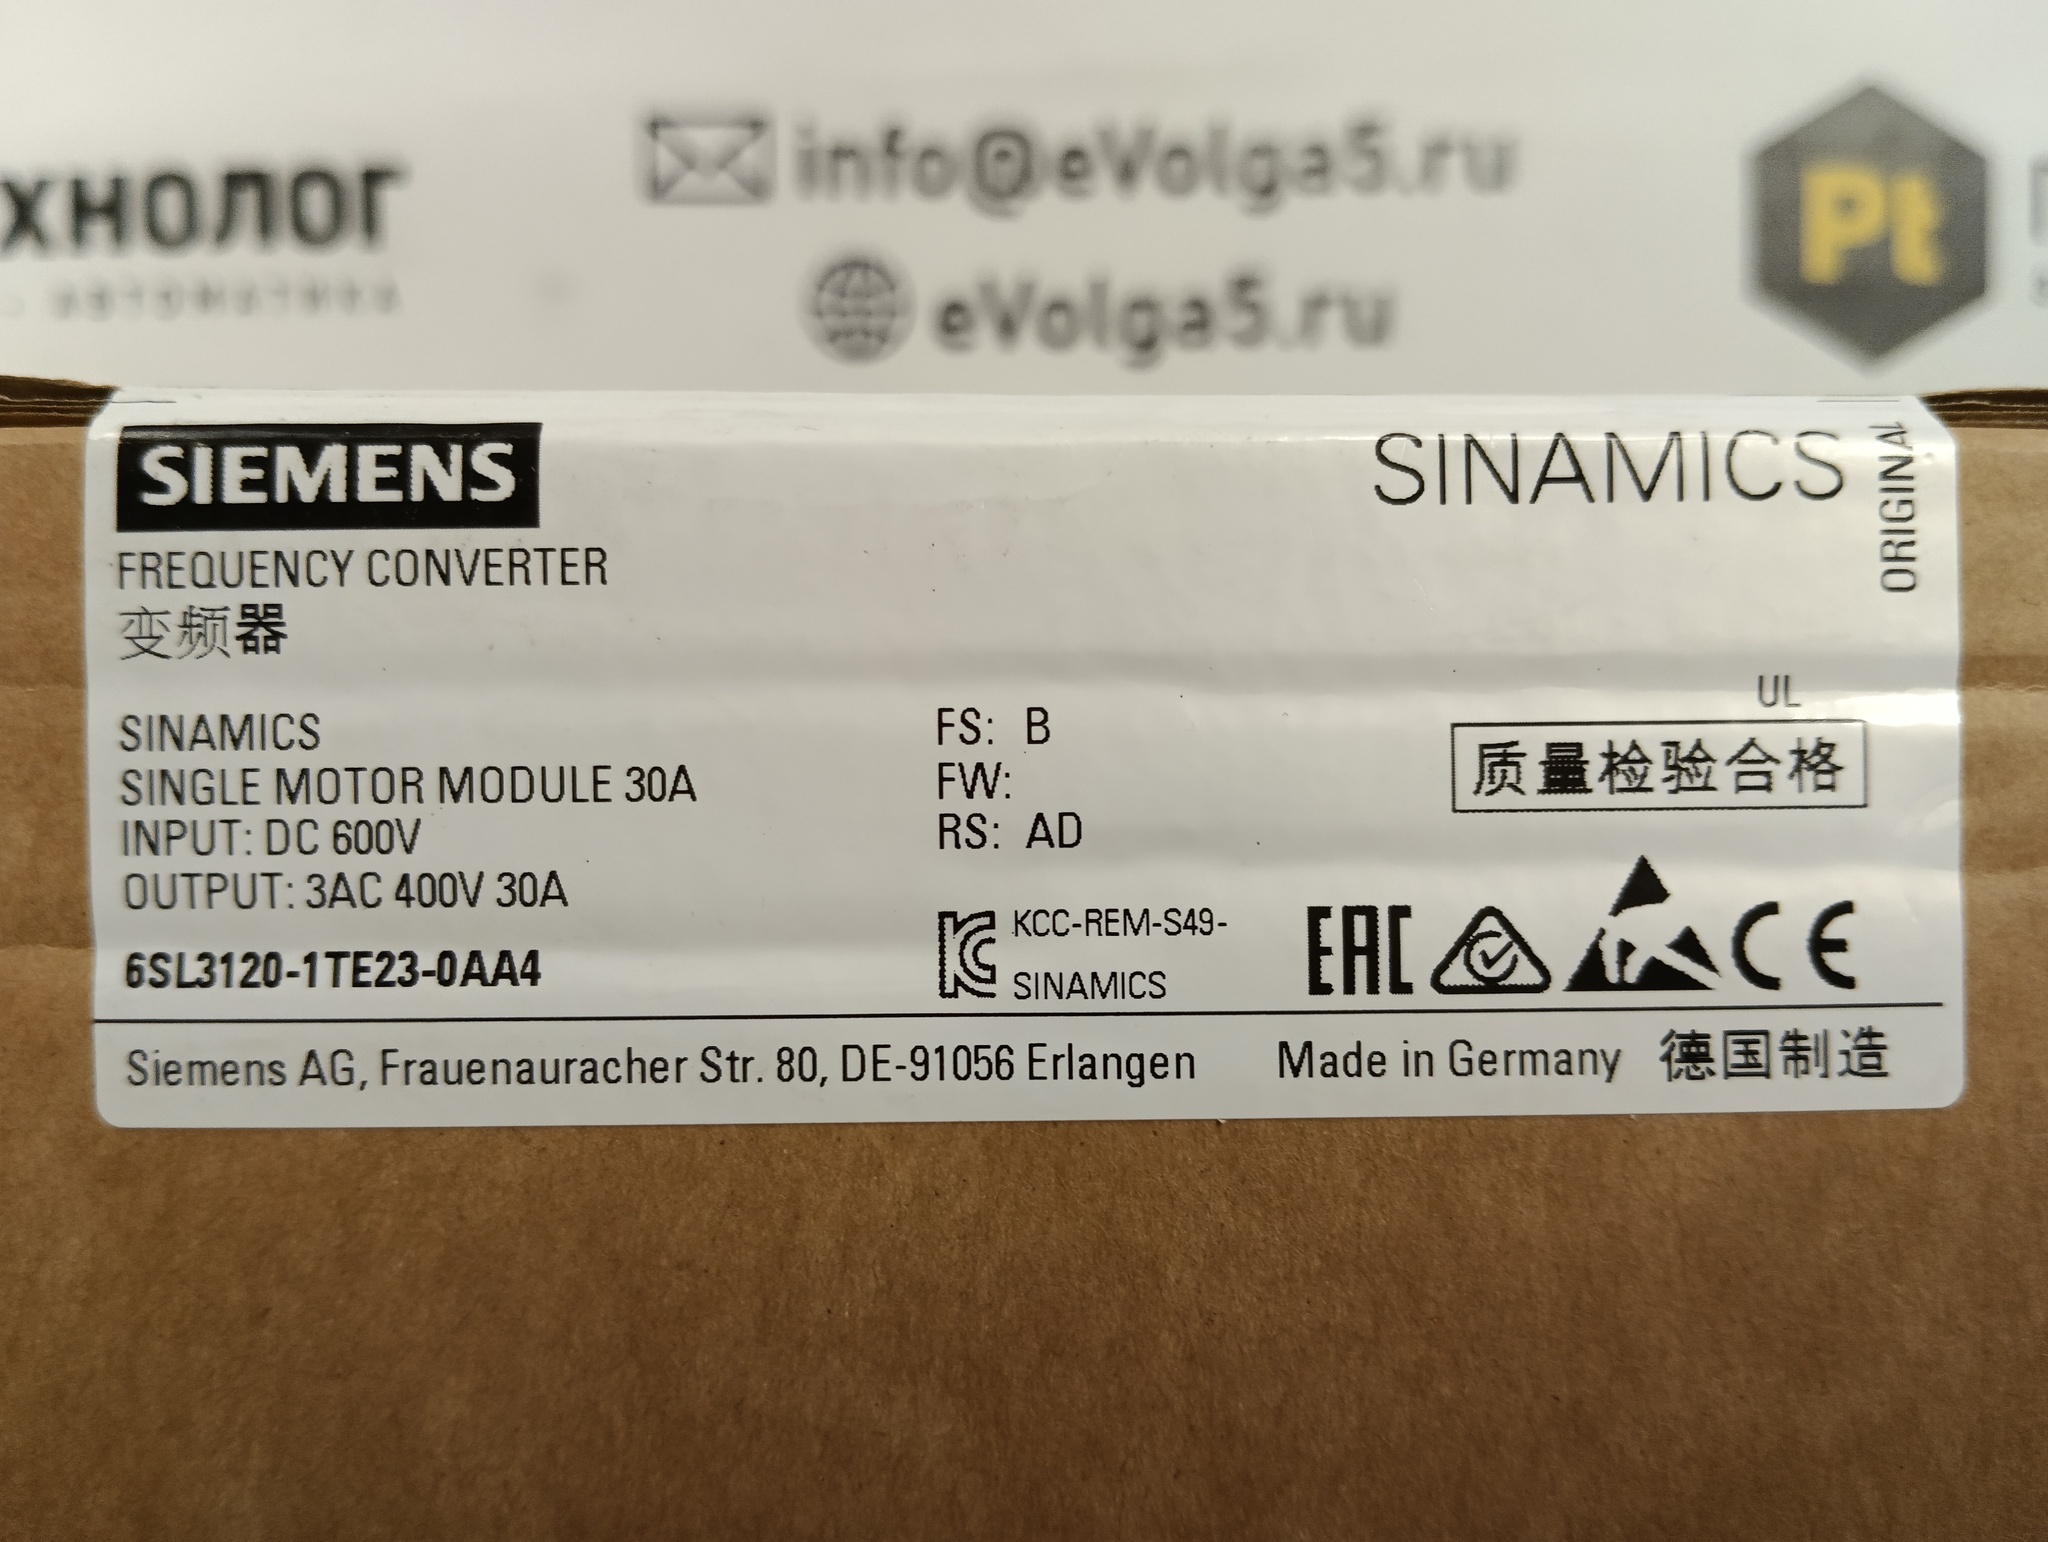 хнолог
автоматика
info@eVolga5.ru
eVolga5.ru
Pt
SIEMENS
SINAMICS
ORIGINAL
FREQUENCY CONVERTER
变频器
SINAMICS
SINGLE MOTOR MODULE 30A
INPUT: DC 600V
OUTPUT: 3AC 400V 30A
6SL3120-1TE23-0AA4
FS: B
FW:
RS: AD
KCC-REM-S49-
SINAMICS
UL
质量检验合格
EAC
CE
Siemens AG, Frauenauracher Str. 80, DE-91056 Erlangen
Made in Germany 德国制造